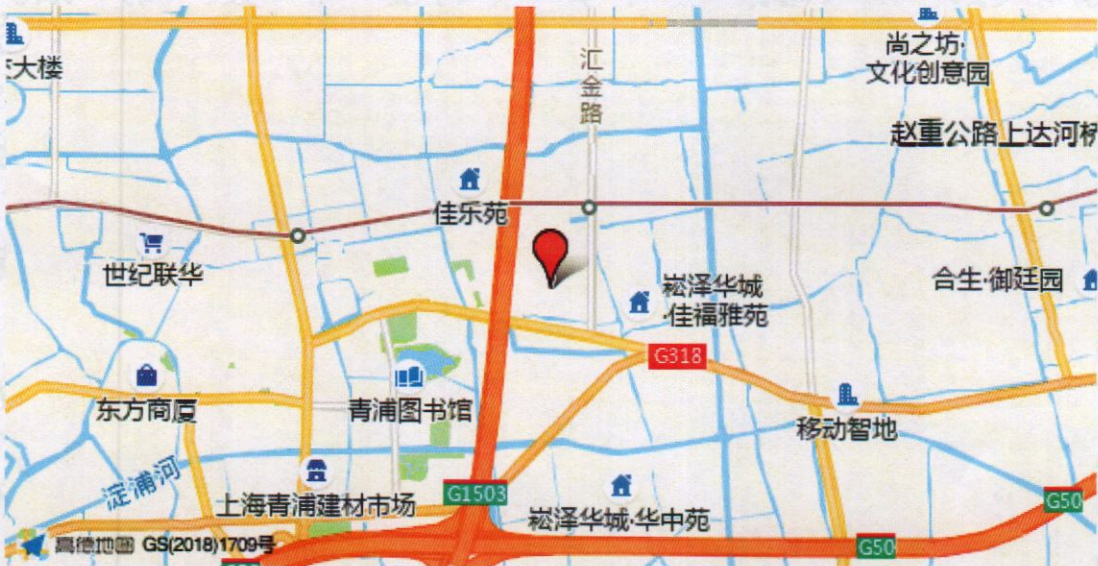 尚之坊·
文化创意园
大楼
汇金路
赵重公路上达河桥
佳乐苑
世纪联华
崧泽华城
·佳福雅苑
合生·御廷园
G318
东方商厦
青浦图书馆
移动智地
淀浦河
上海青浦建材市场
G1503
崧泽华城·华中苑
G50
G50
高德地图 GS(2018)1709号